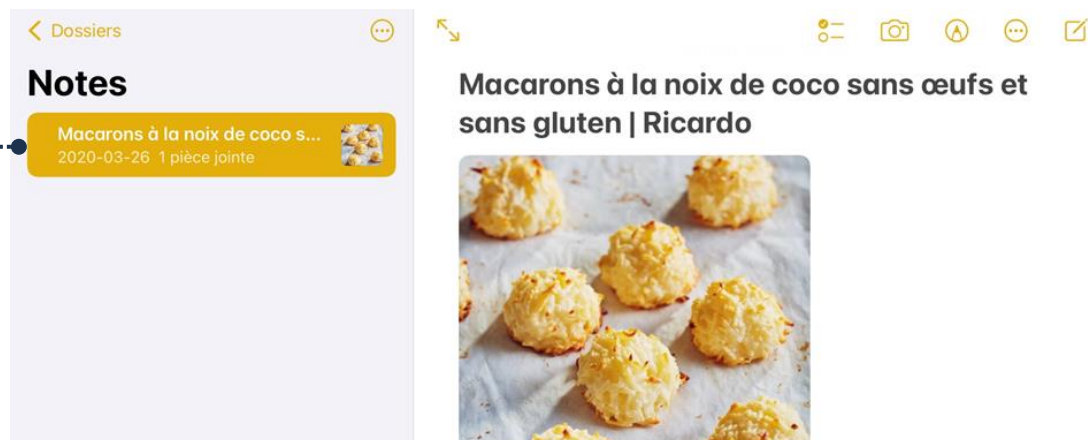 Dossiers
Notes
Macarons à la noix de coco s...
2020-03-26 1 pièce jointe
Macarons à la noix de coco sans œufs et
sans gluten | Ricardo